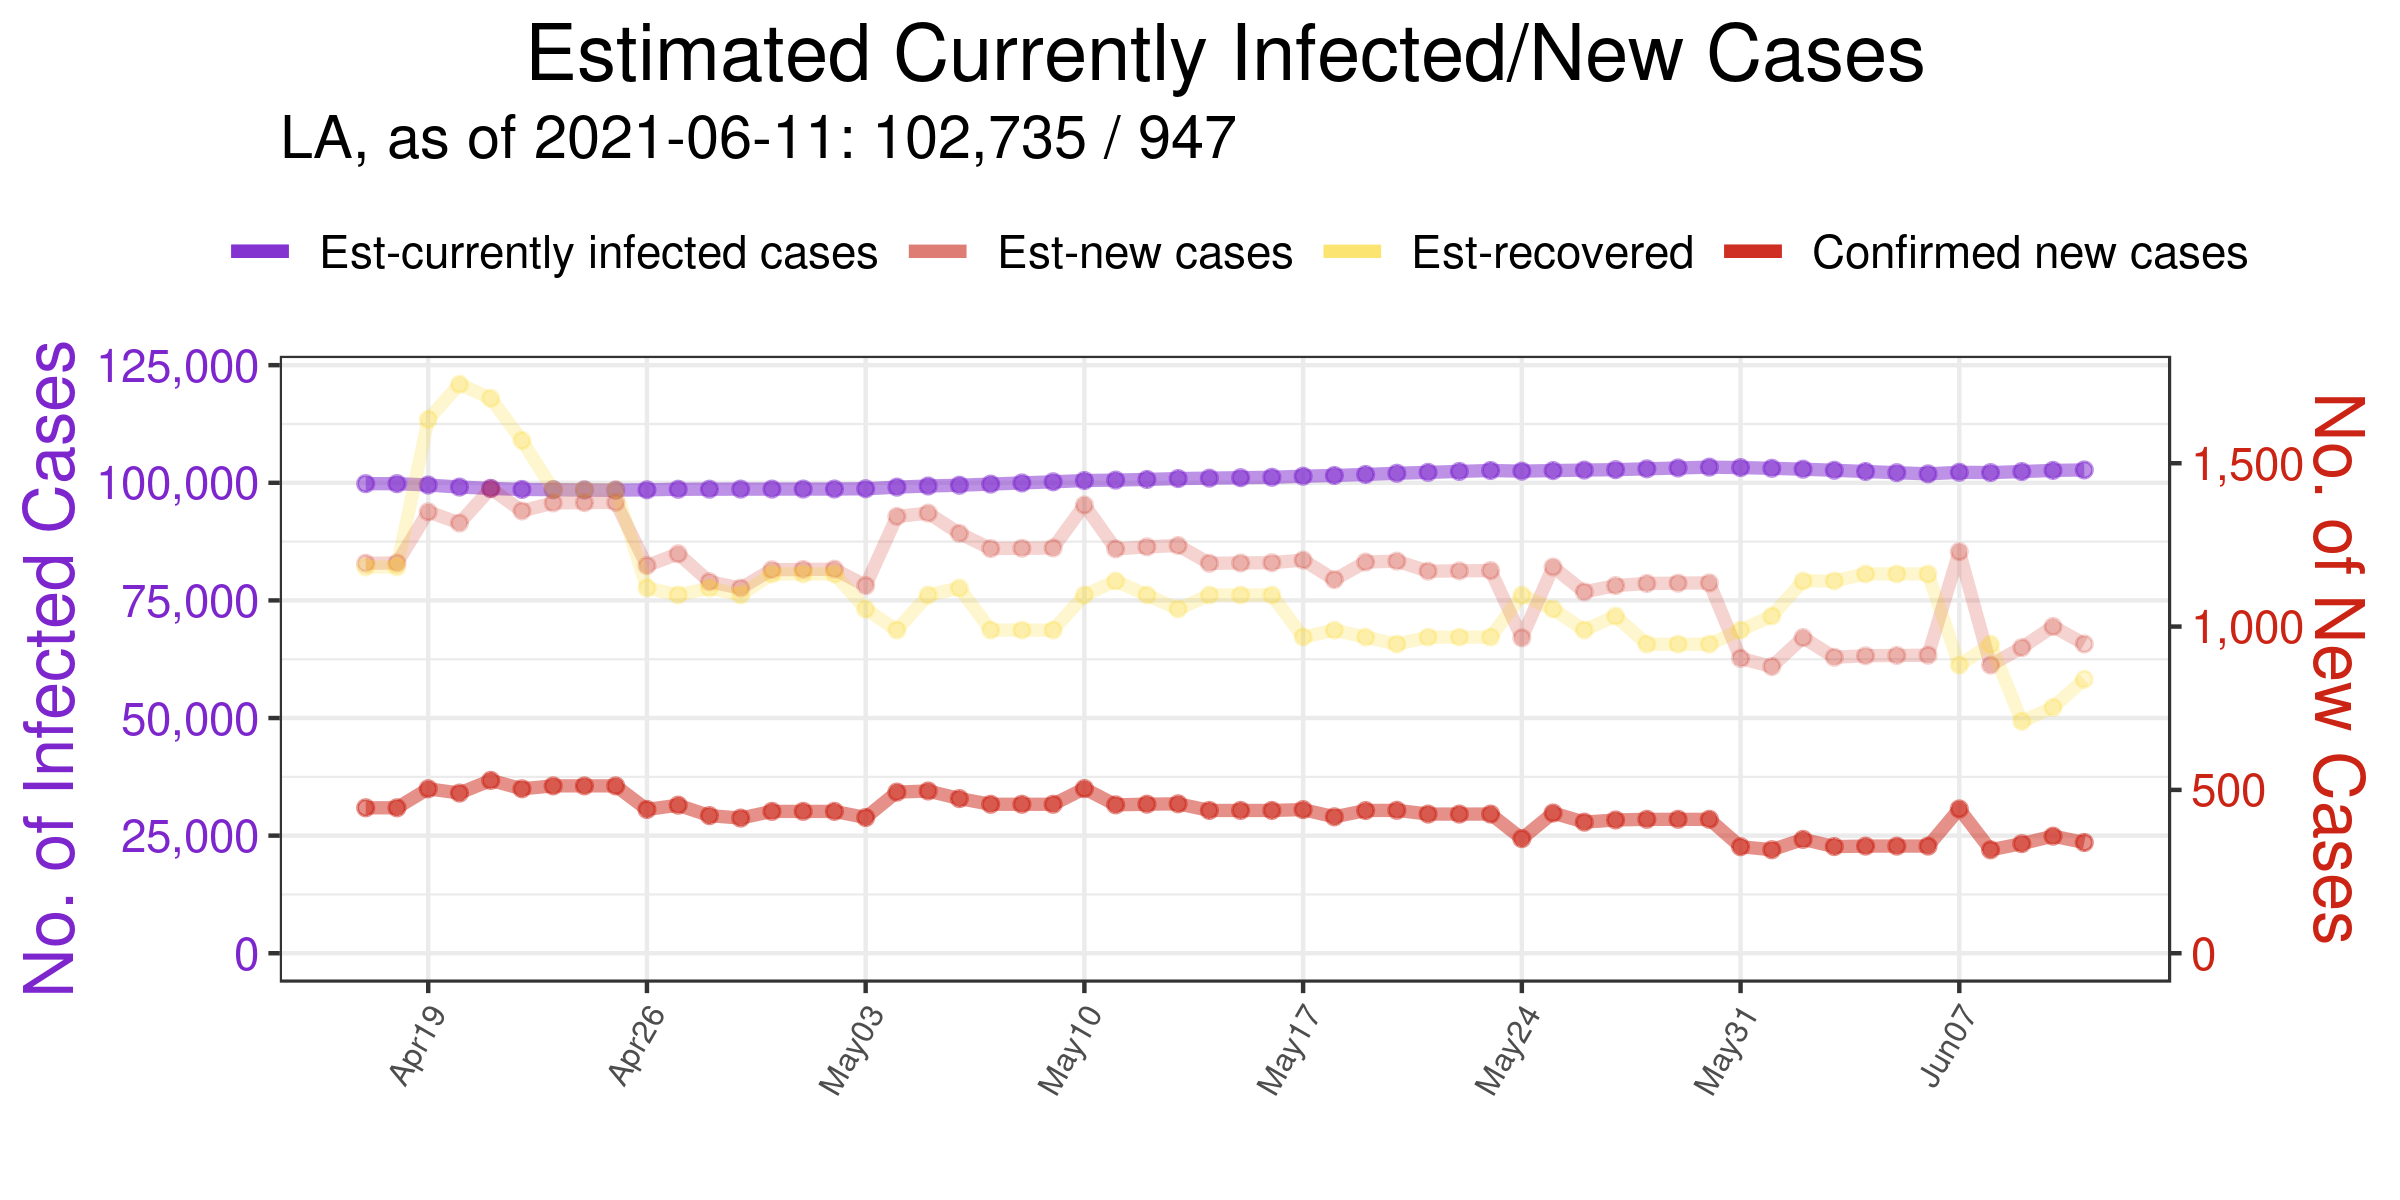 Estimated Currently Infected/New Cases
LA, as of 2021-06-11: 102,735 / 947
Est-currently infected cases Est-new cases Est-recovered Confirmed new cases
No. of Infected Cases
125,000
100,000
75,000
50,000
25,000
0
1,500
1,000
500
0
No. of New Cases
Apr19 Apr26 May03 May10 May17 May24 May31 Jun07